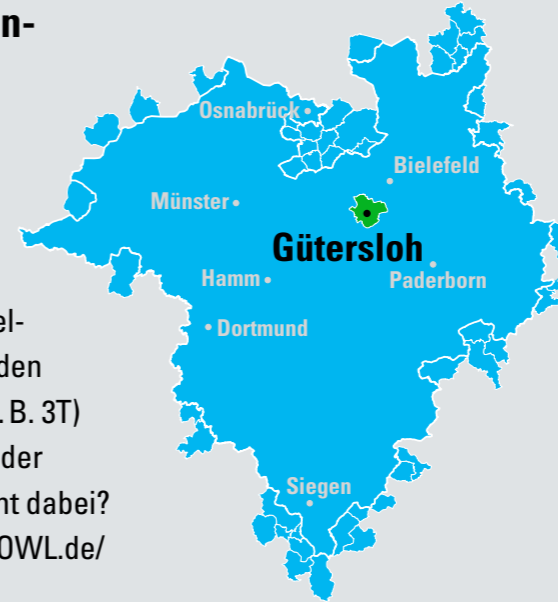 n-
Osnabrück
Bielefeld
Münster
Gütersloh
Hamm
Paderborn
Dortmund
el-
den
. B. 3T)
der
Siegen
nt dabei?
OWL.de/